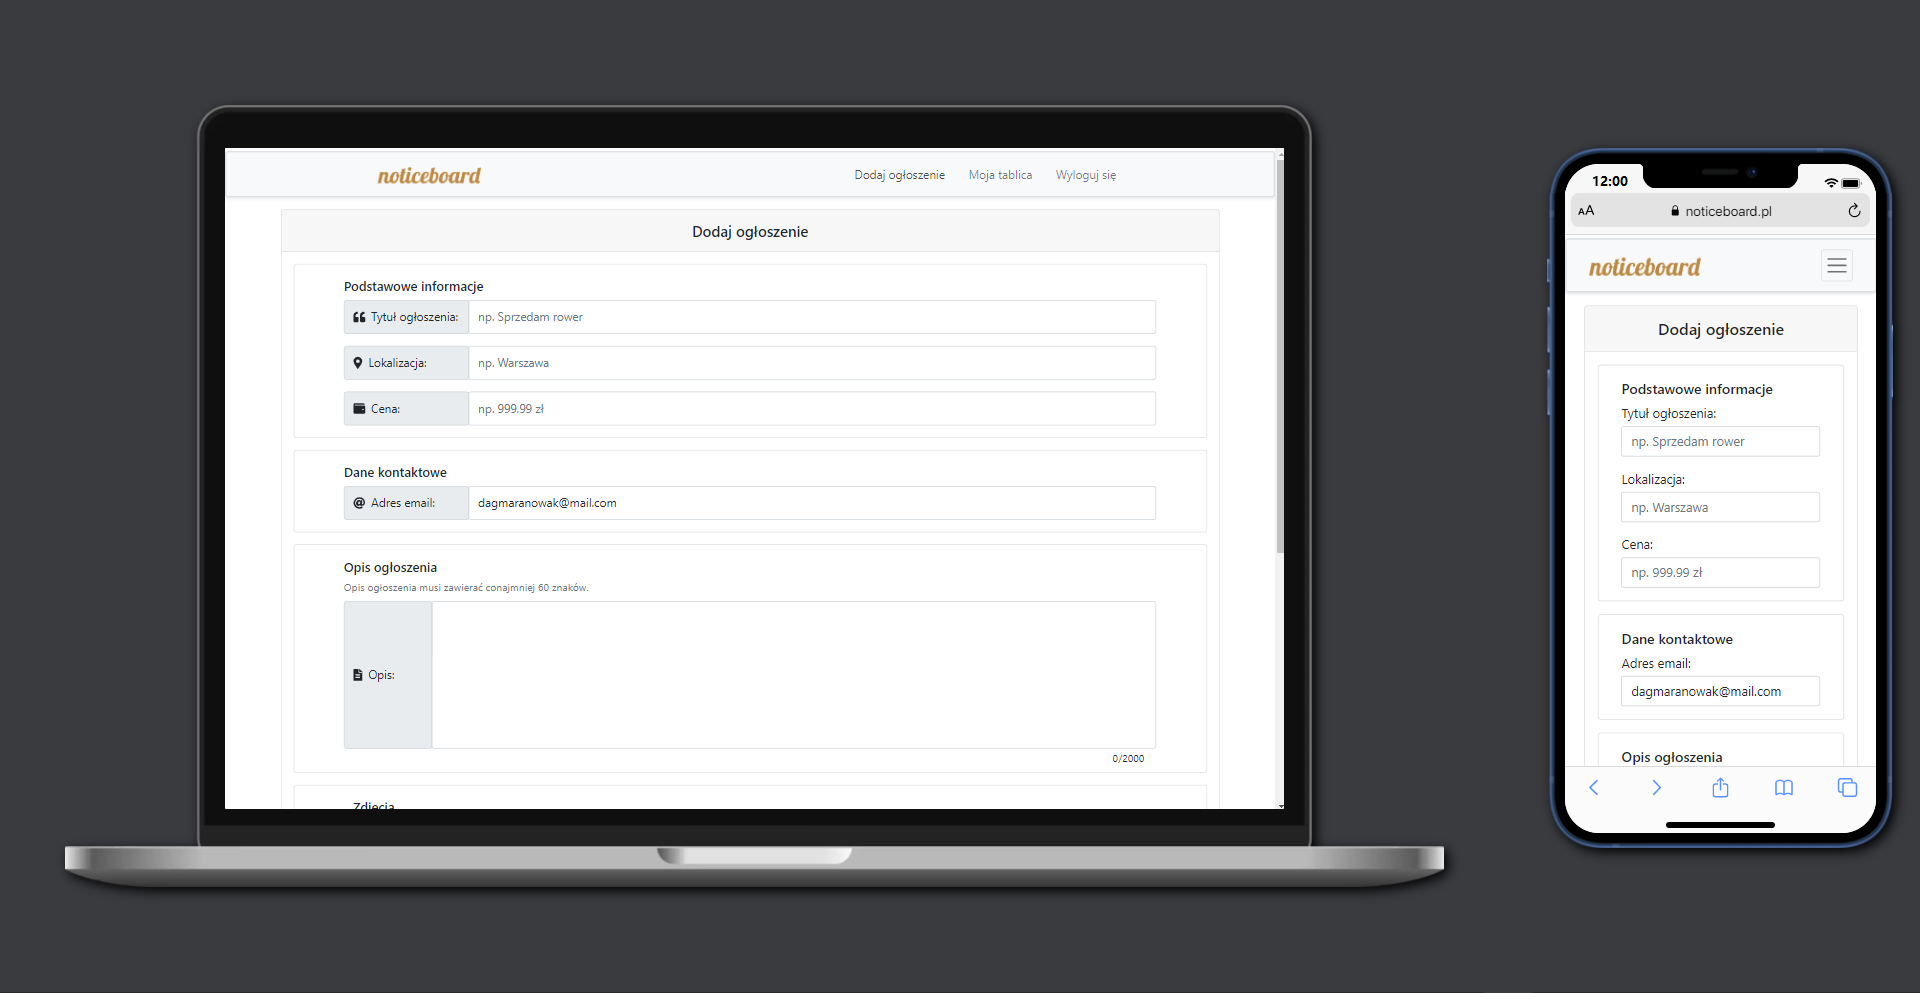 noticeboard
Dodaj ogłoszenie Moja tablica Wyloguj się
Dodaj ogłoszenie
Podstawowe informacje
Tytuł ogłoszenia: np. Sprzedam rower
Lokalizacja: np. Warszawa
Cena: np. 999.99 zł
Dane kontaktowe
@ Adres email: dagmaranowak@mail.com
Opis ogłoszenia
Opis ogłoszenia musi zawierać conajmniej 60 znaków.
Opis:
0/2000
Zdjęcia
12:00
AA noticeboard.pl
noticeboard
Dodaj ogłoszenie
Podstawowe informacje
Tytuł ogłoszenia:
np. Sprzedam rower
Lokalizacja:
np. Warszawa
Cena:
np. 999.99 zł
Dane kontaktowe
Adres email:
dagmaranowak@mail.com
Opis ogłoszenia